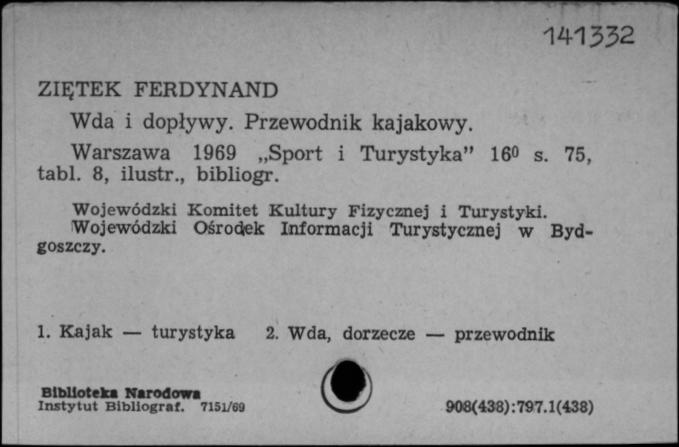 141332
ZIĘTEK FERDYNAND
Wda i dopływy. Przewodnik kajakowy.
Warszawa 1969 „Sport i Turystyka” 16⁰ s. 75,
tabl. 8, ilustr., bibliogr.
Wojewódzki Komitet Kultury Fizycznej i Turystyki.
Wojewódzki Ośrodek Informacji Turystycznej w Byd-
goszczy.
1. Kajak — turystyka 2. Wda, dorzecze — przewodnik
Biblioteka Narodowa
Instytut Bibliograf. 7151/69
908(438):797.1(438)